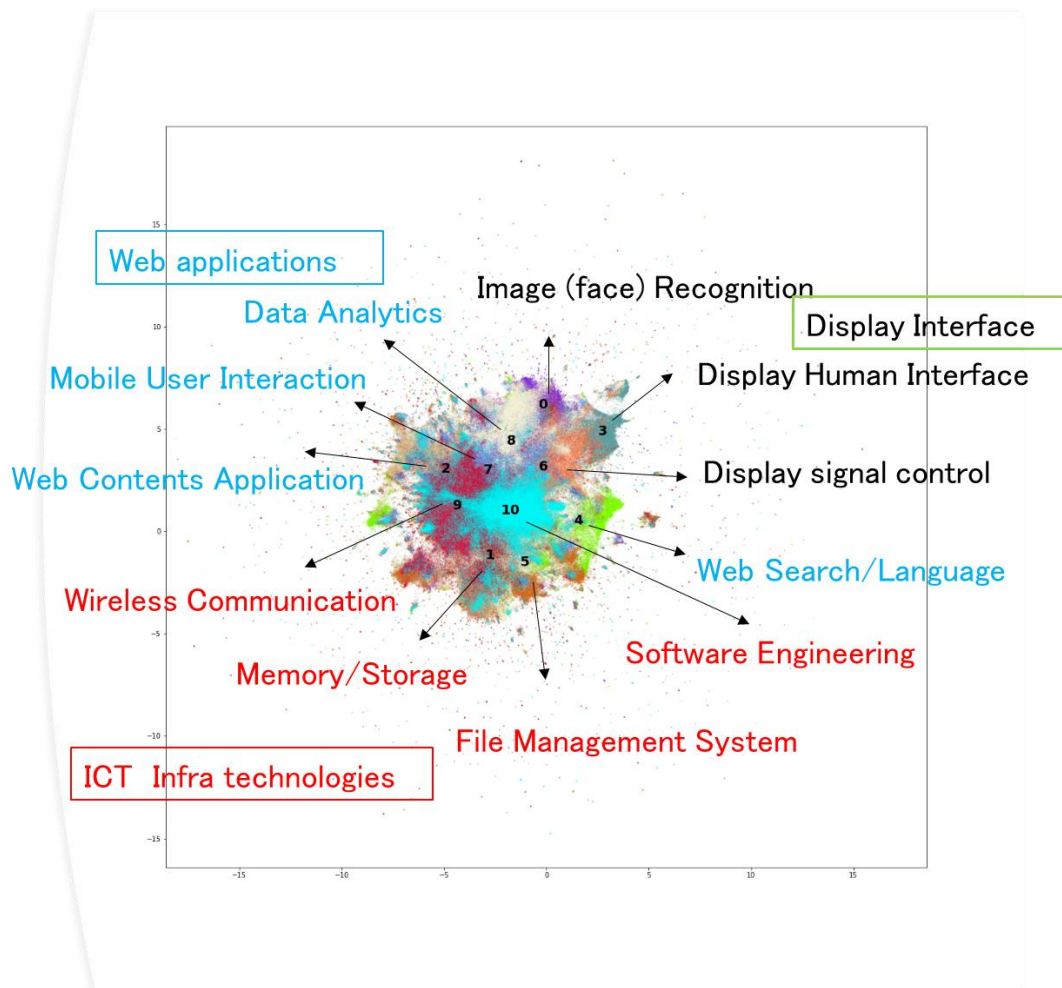 Web applications
Image (face) Recognition
Data Analytics
Display Interface
Mobile User Interaction
Display Human Interface
Web Contents Application
Display signal control
Web Search/Language
Wireless Communication
Software Engineering
Memory/Storage
File Management System
ICT Infra technologies
0
3
8
2
7
6
9
10
4
1
5
15
10
5
0
−5
−10
−15
−15
−10
−5
0
5
10
15